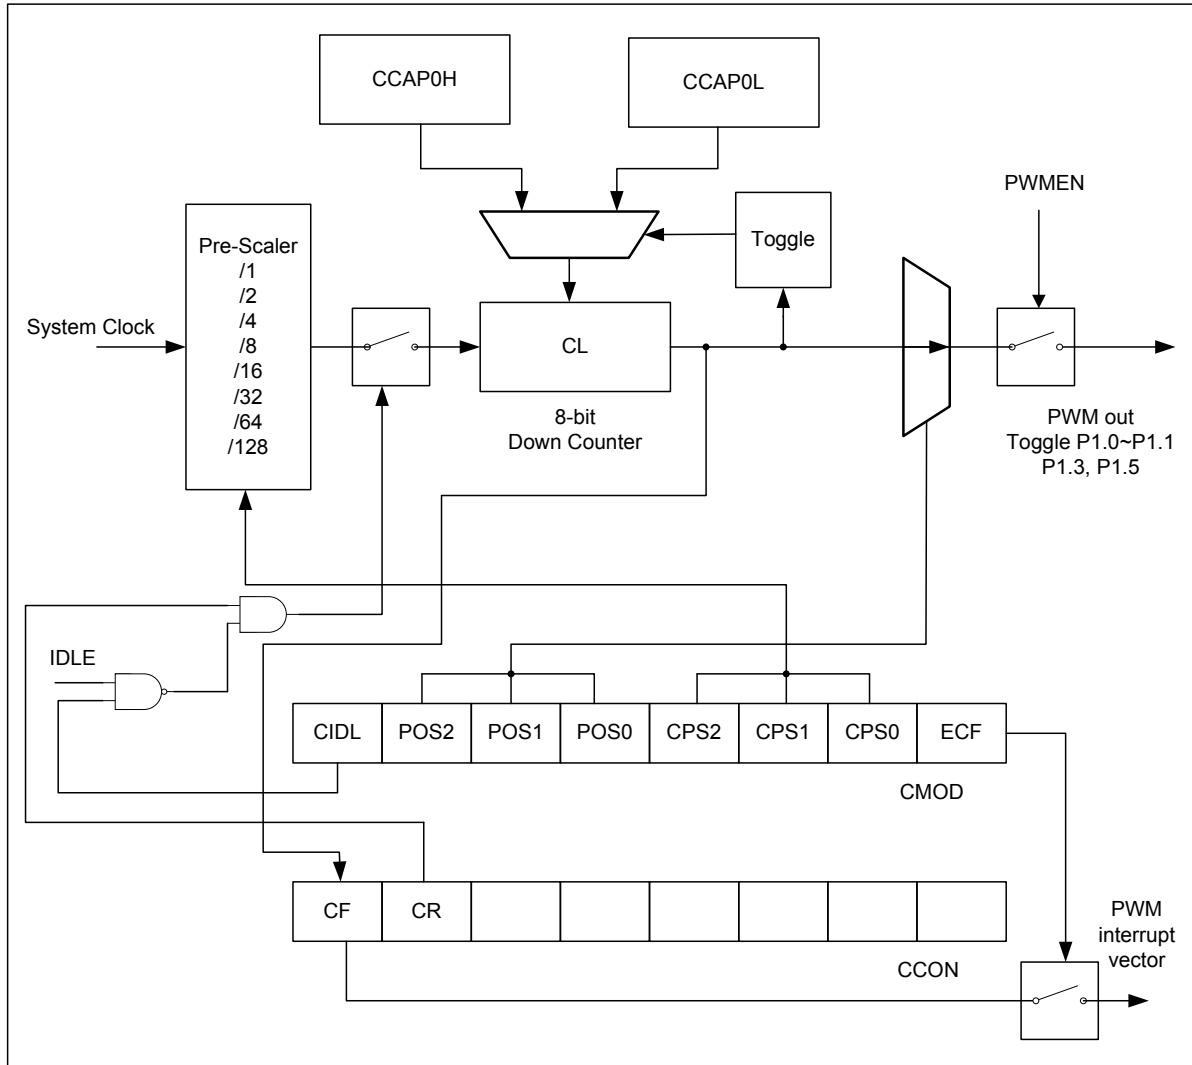 CCAP0H
CCAP0L
PWMEN
Pre-Scaler
/1
/2
/4
/8
/16
/32
/64
/128
Toggle
System Clock
CL
8-bit
Down Counter
PWM out
Toggle P1.0~P1.1
P1.3, P1.5
IDLE
CIDL POS2 POS1 POS0 CPS2 CPS1 CPS0 ECF
CMOD
CF CR
CCON
PWM
interrupt
vector